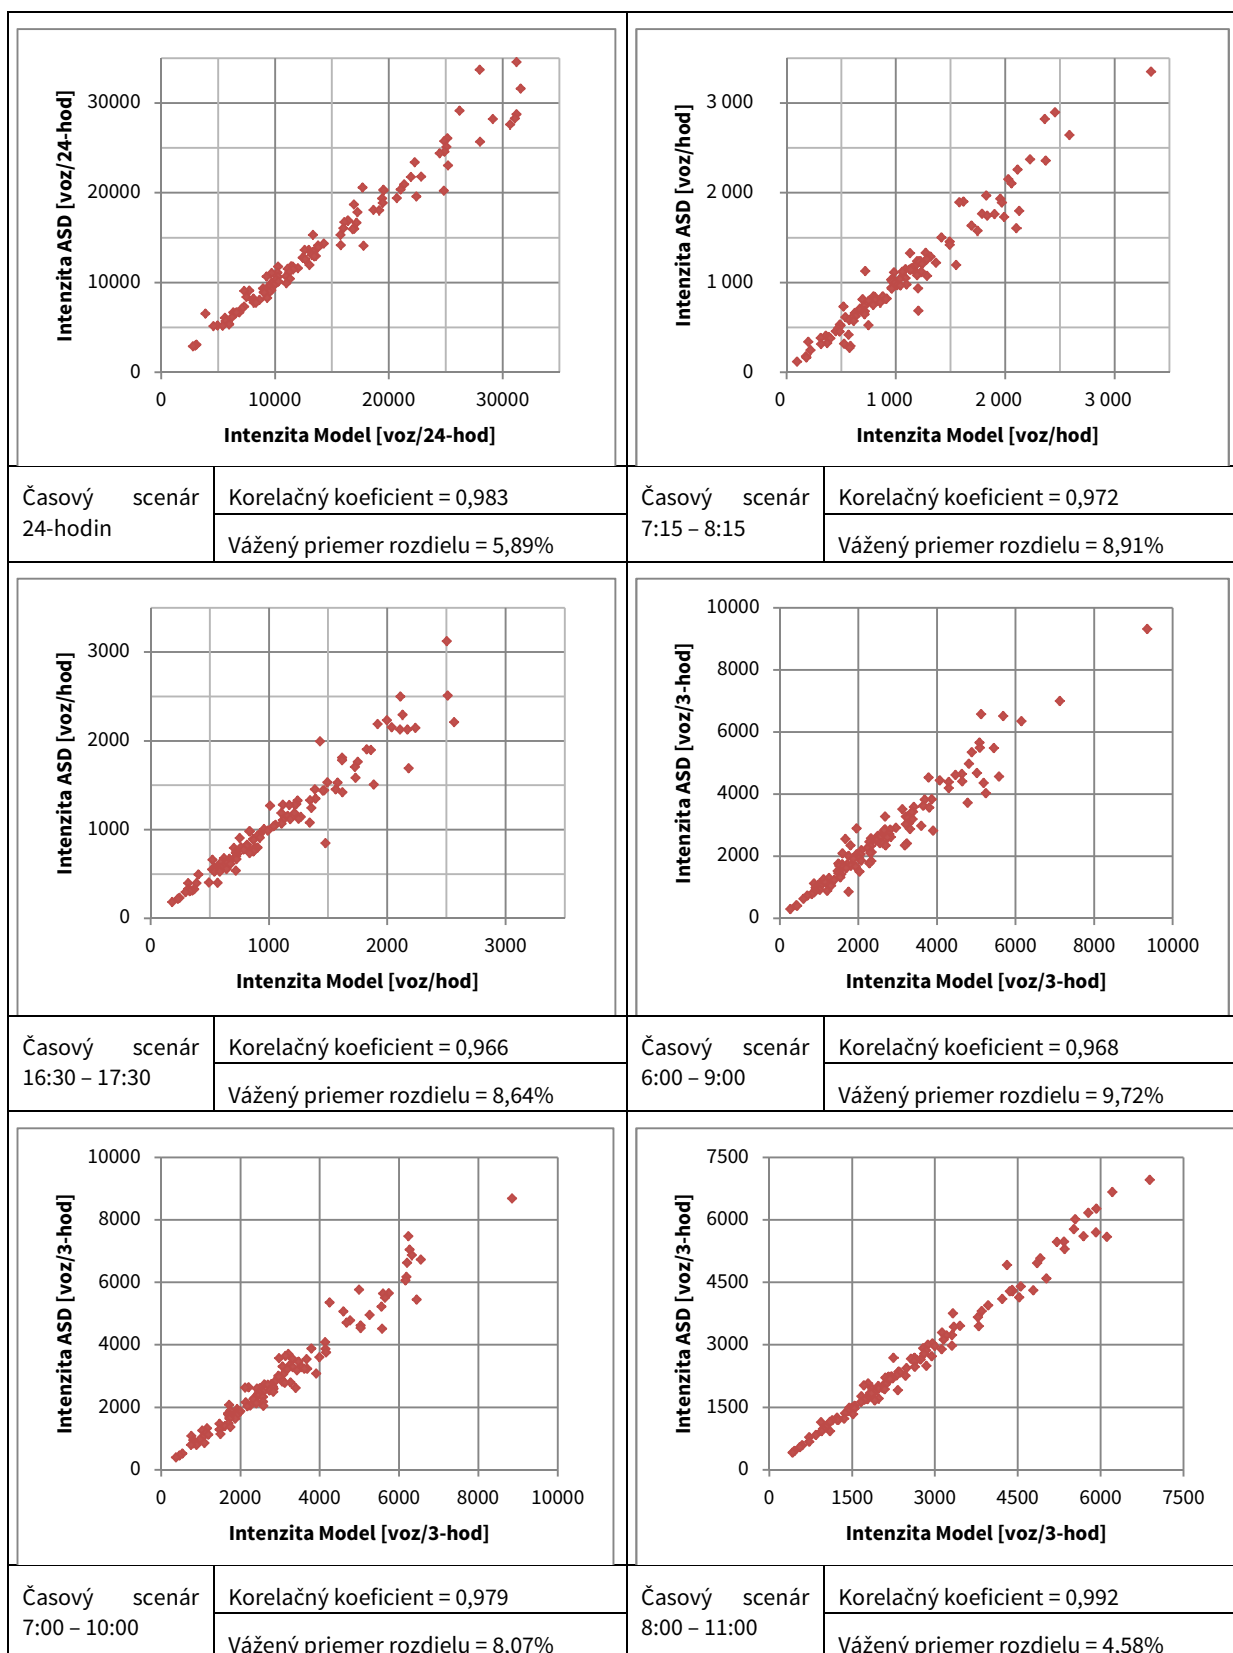 Intenzita ASD [voz/24-hod]
30000
20000
10000
0
0 10000 20000 30000
Intenzita Model [voz/24-hod]
Intenzita ASD [voz/hod]
3 000
2 000
1 000
0
0 1 000 2 000 3 000
Intenzita Model [voz/hod]
Časový scenár
24-hodin
Korelačný koeficient = 0,983
Vážený priemer rozdielu = 5,89%
Časový scenár
7:15 – 8:15
Korelačný koeficient = 0,972
Vážený priemer rozdielu = 8,91%
Intenzita ASD [voz/hod]
3000
2000
1000
0
0 1000 2000 3000
Intenzita Model [voz/hod]
Intenzita ASD [voz/3-hod]
10000
8000
6000
4000
2000
0
0 2000 4000 6000 8000 10000
Intenzita Model [voz/3-hod]
Časový scenár
16:30 – 17:30
Korelačný koeficient = 0,966
Vážený priemer rozdielu = 8,64%
Časový scenár
6:00 – 9:00
Korelačný koeficient = 0,968
Vážený priemer rozdielu = 9,72%
Intenzita ASD [voz/3-hod]
10000
8000
6000
4000
2000
0
0 2000 4000 6000 8000 10000
Intenzita Model [voz/3-hod]
Intenzita ASD [voz/3-hod]
7500
6000
4500
3000
1500
0
0 1500 3000 4500 6000 7500
Intenzita Model [voz/3-hod]
Časový scenár
7:00 – 10:00
Korelačný koeficient = 0,979
Vážený priemer rozdielu = 8,07%
Časový scenár
8:00 – 11:00
Korelačný koeficient = 0,992
Vážený priemer rozdielu = 4,58%